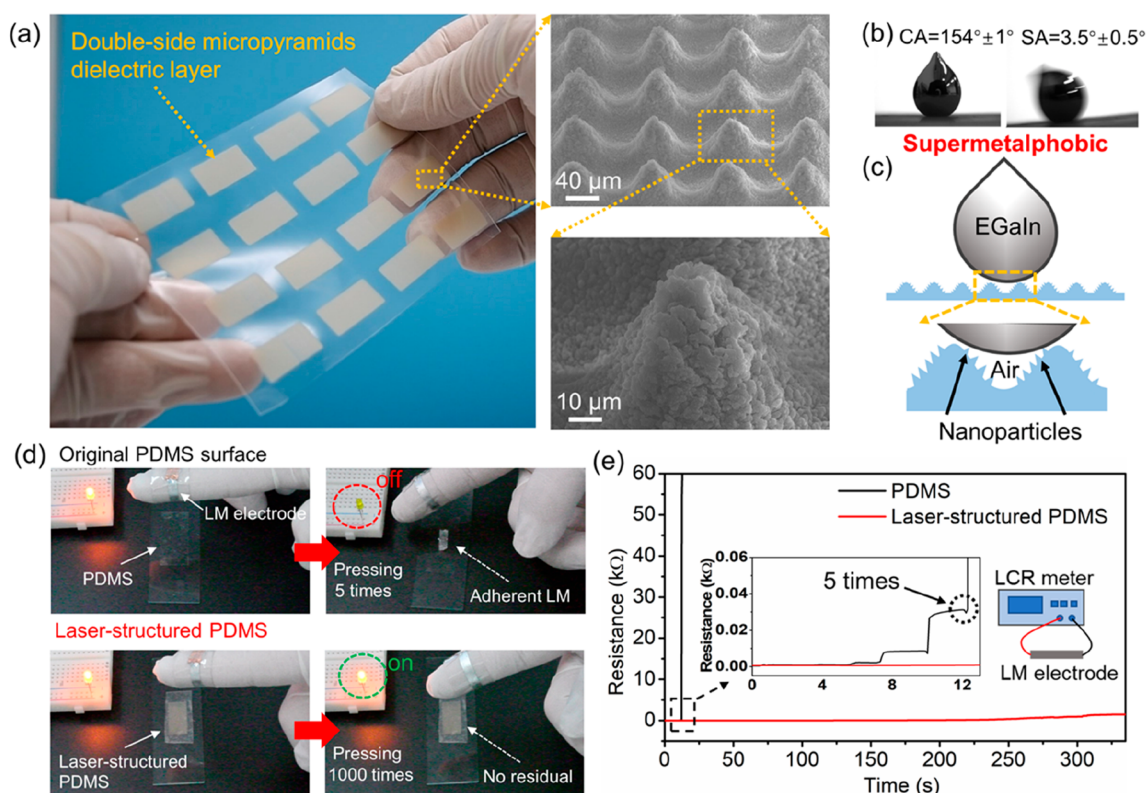 (a)
Double-side micropyramids
dielectric layer
40 μm
10 μm
(b)
CA=154°±1° SA=3.5°±0.5°
Supermetalphobic
(c)
EGaIn
Air
Nanoparticles
(d)
Original PDMS surface
LM electrode
PDMS
off
Pressing
5 times
Adherent LM
Laser-structured PDMS
Laser-structured
PDMS
on
Pressing
1000 times
No residual
(e)
Resistance (kΩ)
60
50
40
30
20
10
0
PDMS
Laser-structured PDMS
Resistance (kΩ)
0.06
0.04
0.02
0.00
5 times
0 4 8 12
LCR meter
LM electrode
0 50 100 150 200 250 300
Time (s)